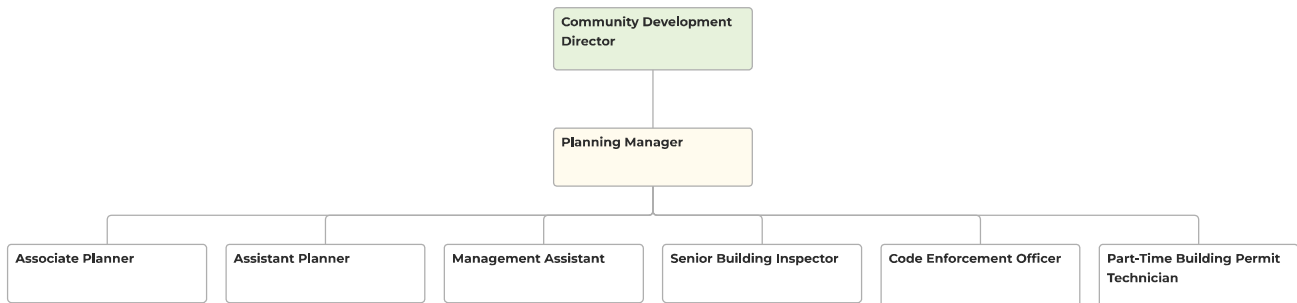 Community Development
Director
Planning Manager
Associate Planner
Assistant Planner
Management Assistant
Senior Building Inspector
Code Enforcement Officer
Part-Time Building Permit
Technician